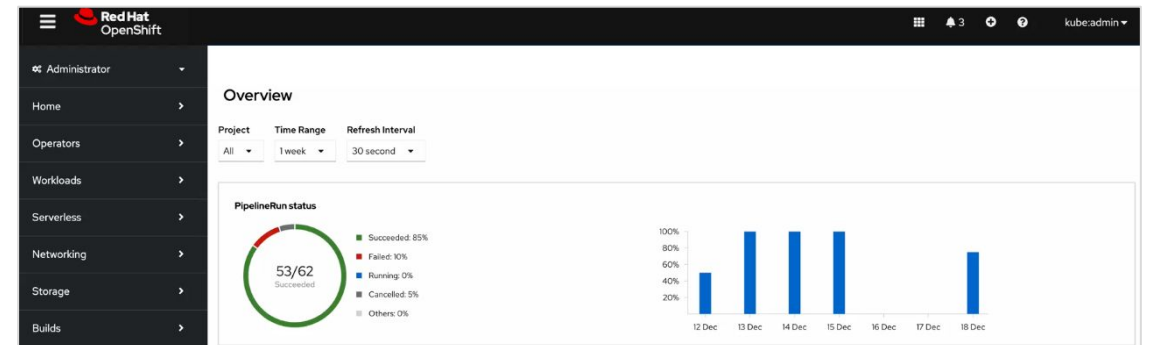 Red Hat
OpenShift
3
kube:admin
Administrator
Home
Operators
Workloads
Serverless
Networking
Storage
Builds
Overview
Project Time Range Refresh Interval
All 1 week 30 second
PipelineRun status
53/62
Succeeded
Succeeded: 85%
Failed: 10%
Running: 0%
Cancelled: 5%
Others: 0%
100%
80%
60%
40%
20%
12 Dec 13 Dec 14 Dec 15 Dec 16 Dec 17 Dec 18 Dec